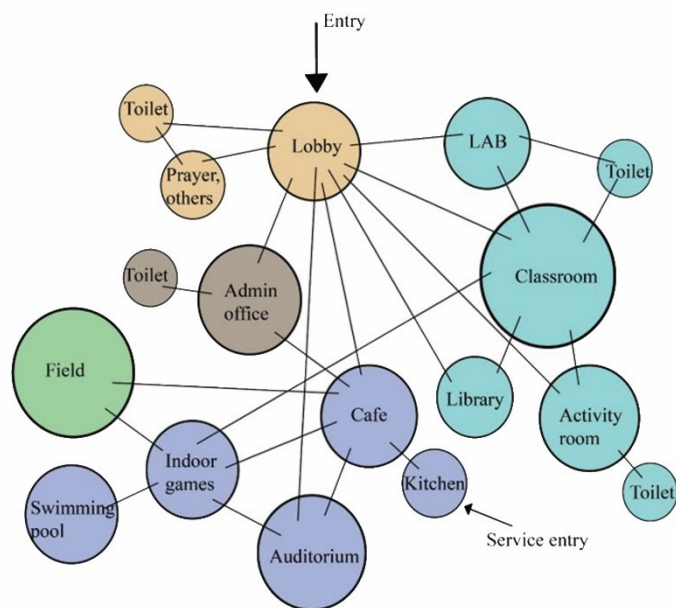 Entry
Toilet
Lobby
LAB
Prayer,
others
Toilet
Toilet
Admin
office
Classroom
Field
Cafe
Library
Activity
room
Indoor
games
Kitchen
Toilet
Swimming
pool
Auditorium
Service entry